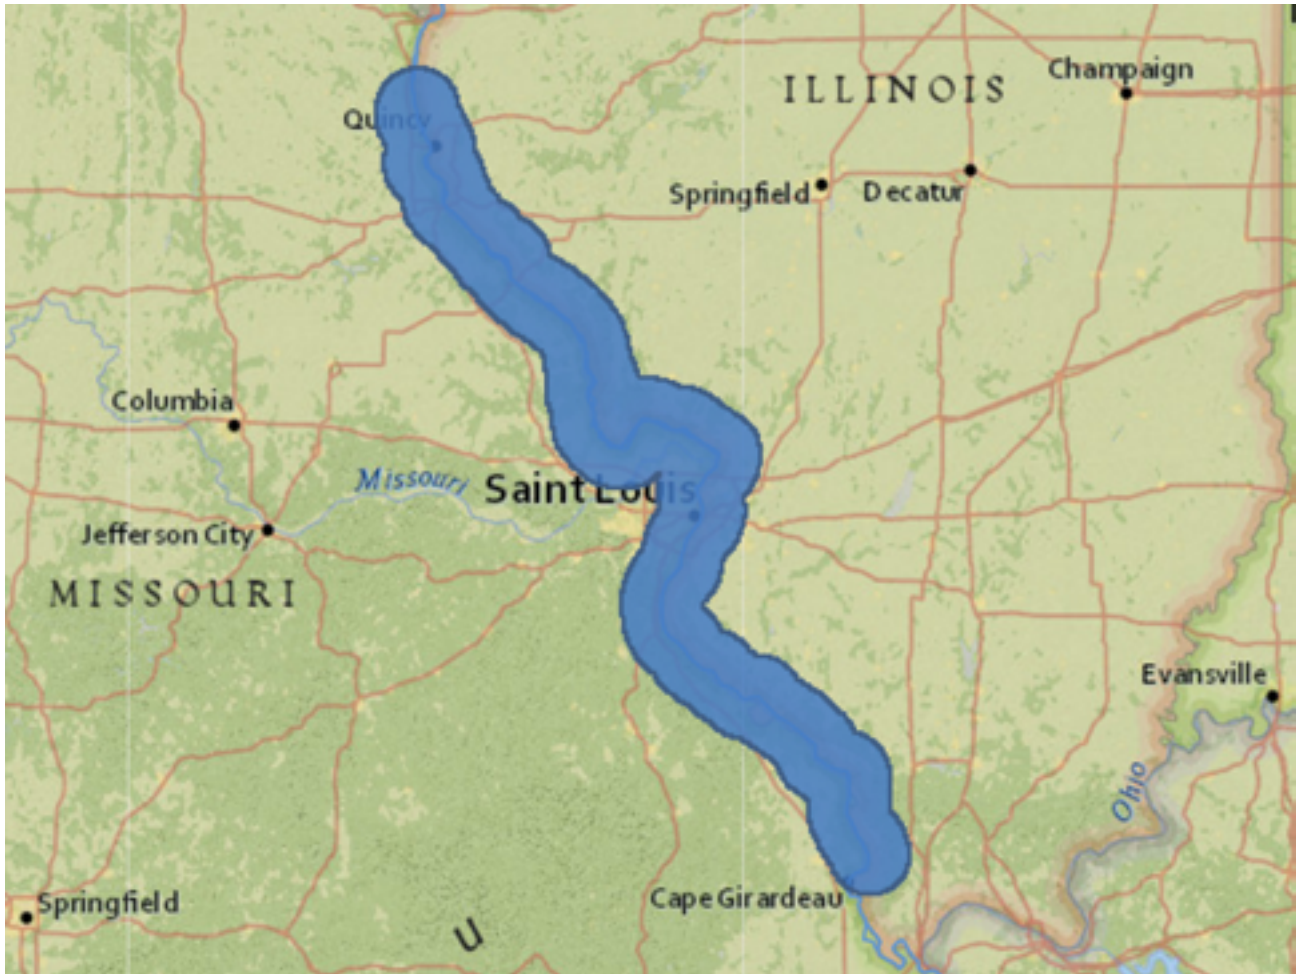 Champaign
ILLINOIS
Quincy
Springfield
Decatur
Columbia
Missouri
Saint Louis
Jefferson City
MISSOURI
Evansville
Ohio
Cape Girardeau
Springfield
U